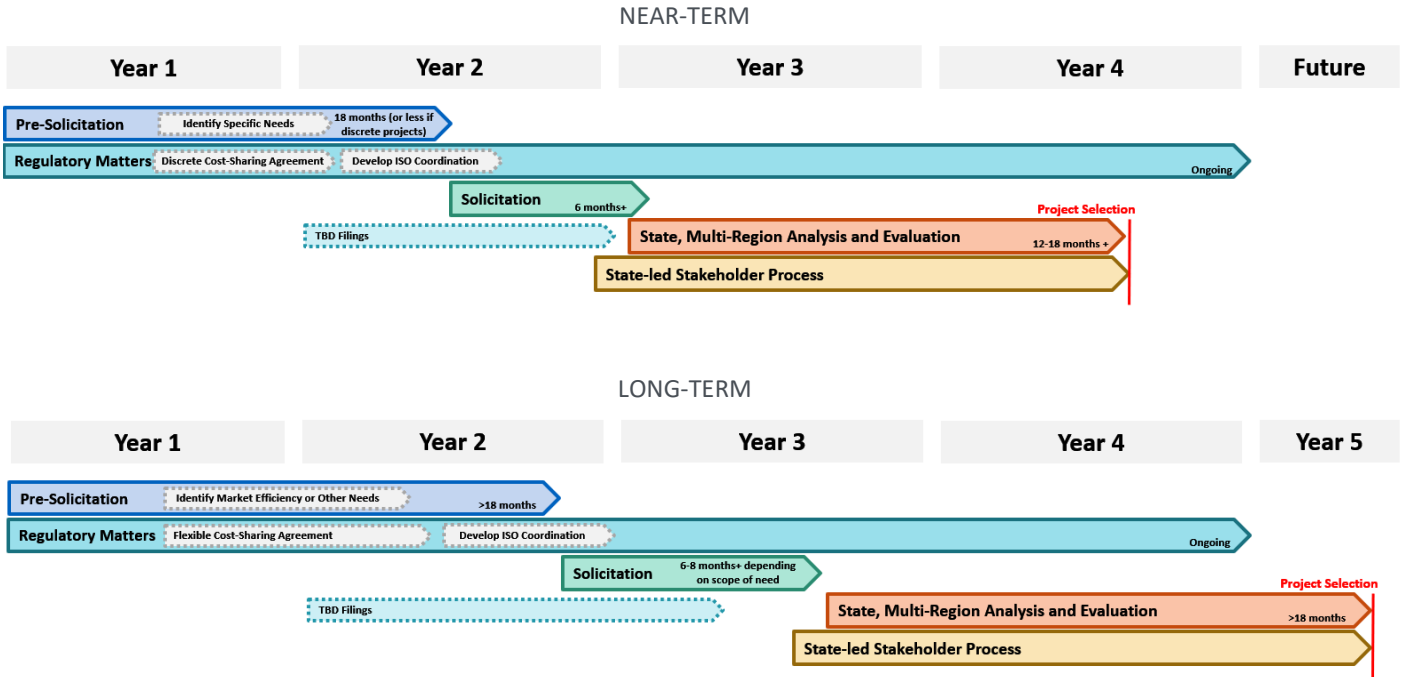 NEAR-TERM
Year 1
Year 2
Year 3
Year 4
Future
Pre-Solicitation
Identify Specific Needs
18 months (or less if
discrete projects)
Regulatory Matters
Discrete Cost-Sharing Agreement
Develop ISO Coordination
Ongoing
Solicitation
6 months+
Project Selection
TBD Filings
State, Multi-Region Analysis and Evaluation
12-18 months +
State-led Stakeholder Process
LONG-TERM
Year 1
Year 2
Year 3
Year 4
Year 5
Pre-Solicitation
Identify Market Efficiency or Other Needs
>18 months
Regulatory Matters
Flexible Cost-Sharing Agreement
Develop ISO Coordination
Ongoing
Solicitation
6-8 months+ depending
on scope of need
Project Selection
TBD Filings
State, Multi-Region Analysis and Evaluation
>18 months
State-led Stakeholder Process